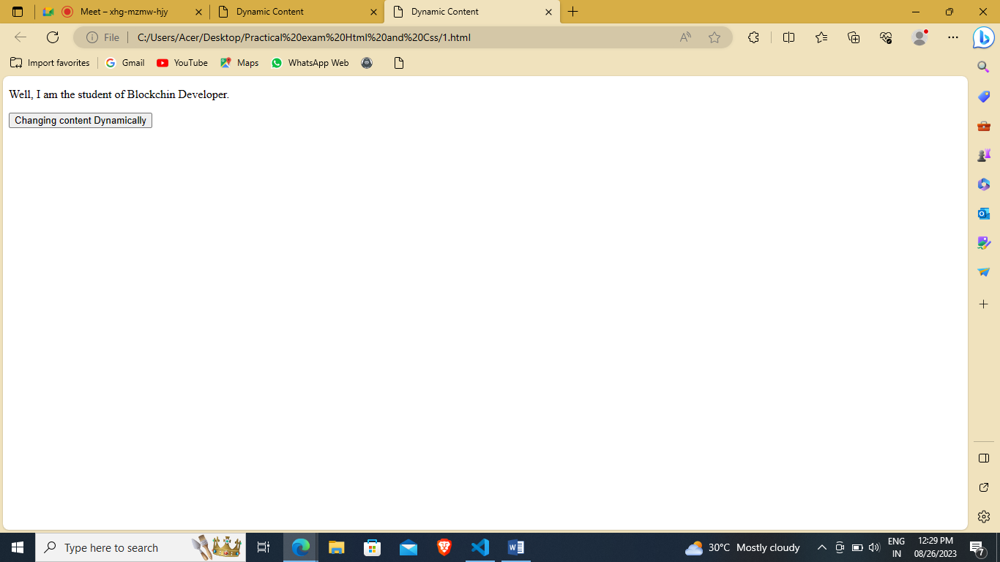 Meet – xhg-mzmw-hjy
Dynamic Content
Dynamic Content
File
C:/Users/Acer/Desktop/Practical%20exam%20Html%20and%20Css/1.html
Import favorites
Gmail
YouTube
Maps
WhatsApp Web
Well, I am the student of Blockchin Developer.
Changing content Dynamically
Type here to search
30°C Mostly cloudy
ENG
IN
12:29 PM
08/26/2023
7